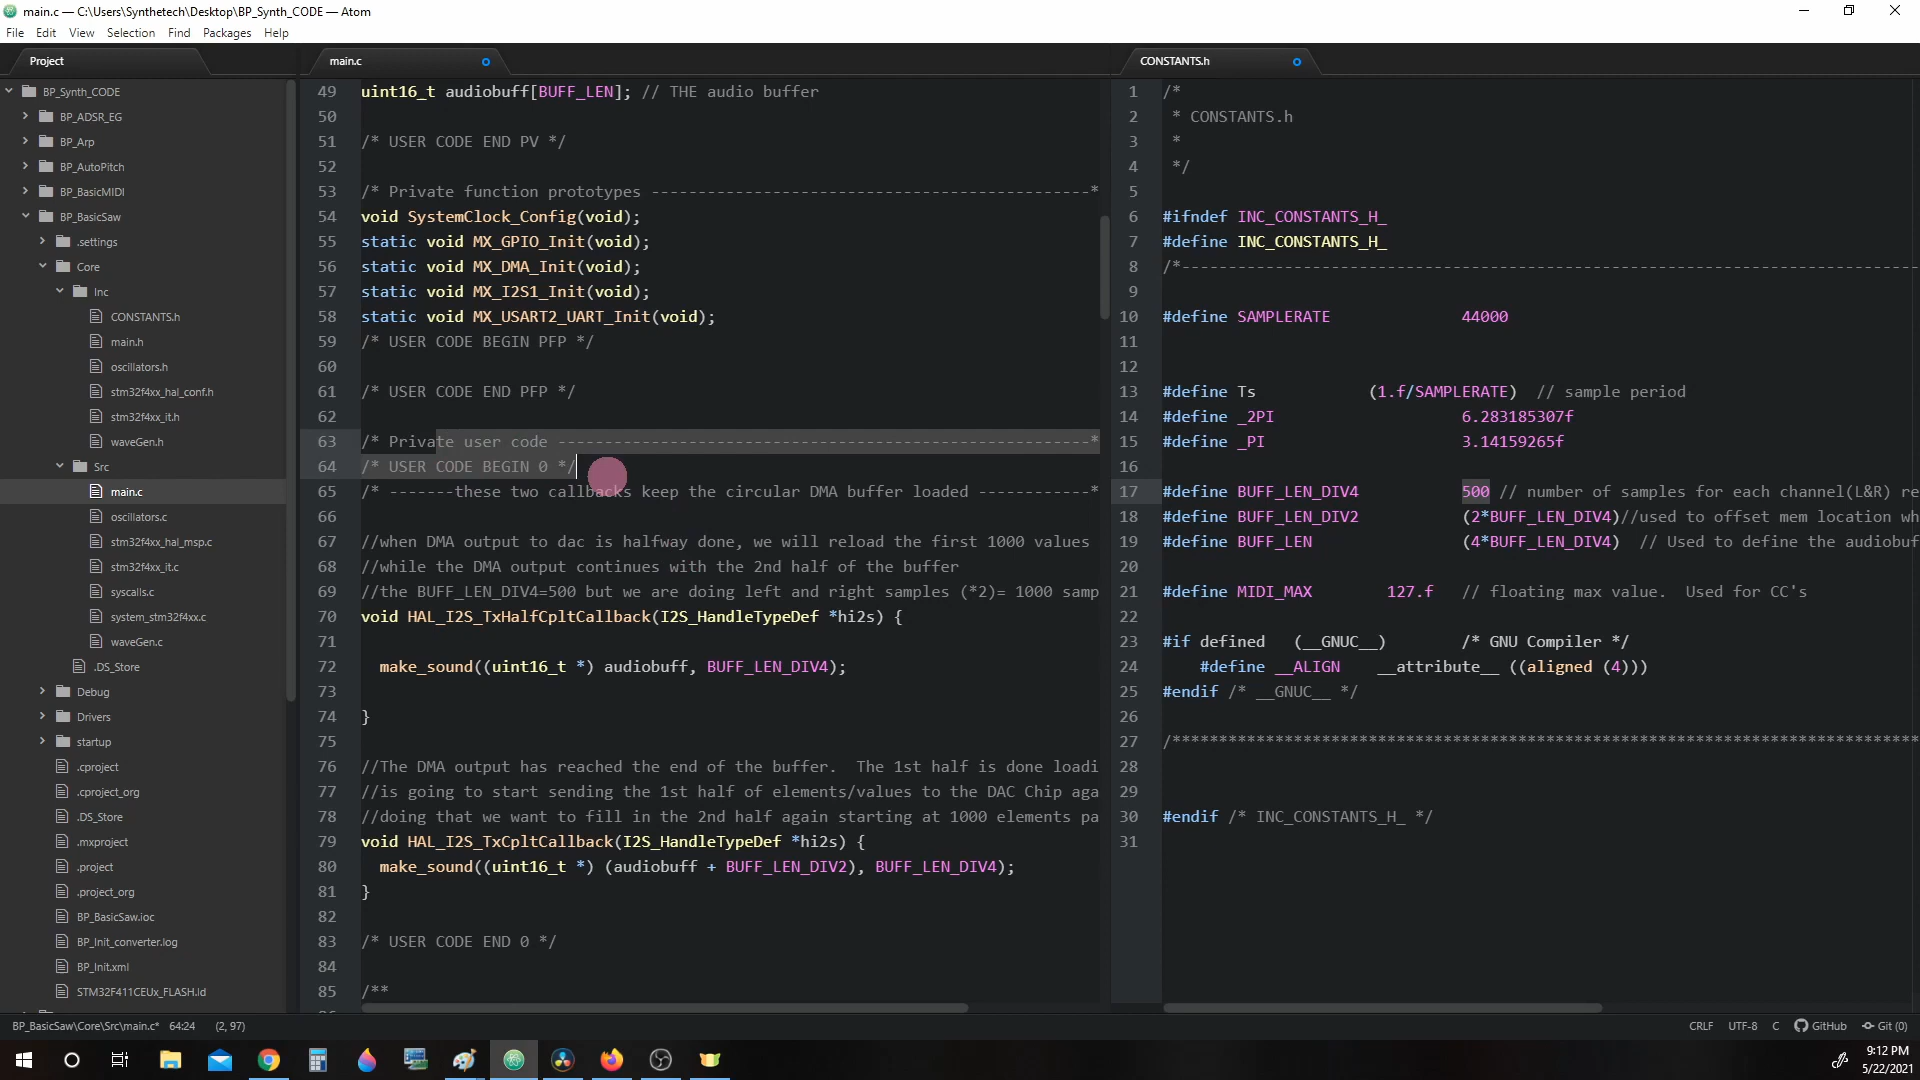 main.c — C:\Users\Synthetech\Desktop\BP_Synth_CODE — Atom
File Edit View Selection Find Packages Help
Project
BP_Synth_CODE
BP_ADSR_EG
BP_Arp
BP_AutoPitch
BP_BasicMIDI
BP_BasicSaw
.settings
Core
Inc
CONSTANTS.h
main.h
oscillators.h
stm32f4xx_hal_conf.h
stm32f4xx_it.h
waveGen.h
Src
main.c
oscillators.c
stm32f4xx_hal_msp.c
stm32f4xx_it.c
syscalls.c
system_stm32f4xx.c
waveGen.c
.DS_Store
Debug
Drivers
startup
.cproject
.cproject_org
.DS_Store
.mxproject
.project
.project_org
BP_BasicSaw.ioc
BP_Init_converter.log
BP_Init.xml
STM32F411CEUx_FLASH.ld
main.c
49 uint16_t audiobuff[BUFF_LEN]; // THE audio buffer
50
51 /* USER CODE END PV */
52
53 /* Private function prototypes -----------------------------------------------*
54 void SystemClock_Config(void);
55 static void MX_GPIO_Init(void);
56 static void MX_DMA_Init(void);
57 static void MX_I2S1_Init(void);
58 static void MX_USART2_UART_Init(void);
59 /* USER CODE BEGIN PFP */
60
61 /* USER CODE END PFP */
62
63 /* Private user code ---------------------------------------------------------*
64 /* USER CODE BEGIN 0 */
65 /* -------these two callbacks keep the circular DMA buffer loaded ------------*
66
67 //when DMA output to dac is halfway done, we will reload the first 1000 values
68 //while the DMA output continues with the 2nd half of the buffer
69 //the BUFF_LEN_DIV4=500 but we are doing left and right samples (*2)= 1000 samp
70 void HAL_I2S_TxHalfCpltCallback(I2S_HandleTypeDef *hi2s) {
71
72 make_sound((uint16_t *) audiobuff, BUFF_LEN_DIV4);
73
74 }
75
76 //The DMA output has reached the end of the buffer.  The 1st half is done loadi
77 //is going to start sending the 1st half of elements/values to the DAC Chip aga
78 //doing that we want to fill in the 2nd half again starting at 1000 elements pa
79 void HAL_I2S_TxCpltCallback(I2S_HandleTypeDef *hi2s) {
80 make_sound((uint16_t *) (audiobuff + BUFF_LEN_DIV2), BUFF_LEN_DIV4);
81 }
82
83 /* USER CODE END 0 */
84
85 /**
CONSTANTS.h
1 /*
2 * CONSTANTS.h
3 *
4 */
5
6 #ifndef INC_CONSTANTS_H_
7 #define INC_CONSTANTS_H_
8 /*-------------------------------------------------------------------------------
9
10 #define SAMPLERATE 44000
11
12
13 #define Ts (1.f/SAMPLERATE) // sample period
14 #define _2PI 6.283185307f
15 #define _PI 3.14159265f
16
17 #define BUFF_LEN_DIV4 500 // number of samples for each channel(L&R) re
18 #define BUFF_LEN_DIV2 (2*BUFF_LEN_DIV4)//used to offset mem location wh
19 #define BUFF_LEN (4*BUFF_LEN_DIV4) // Used to define the audiobuf
20
21 #define MIDI_MAX 127.f // floating max value.  Used for CC's
22
23 #if defined (__GNUC__) /* GNU Compiler */
24 #define __ALIGN __attribute__ ((aligned (4)))
25 #endif /* __GNUC__ */
26
27 /********************************************************************************
28
29
30 #endif /* INC_CONSTANTS_H_ */
31
BP_BasicSaw\Core\Src\main.c* 64:24 (2, 97)
CRLF UTF-8 C GitHub Git (0)
9:12 PM
5/22/2021